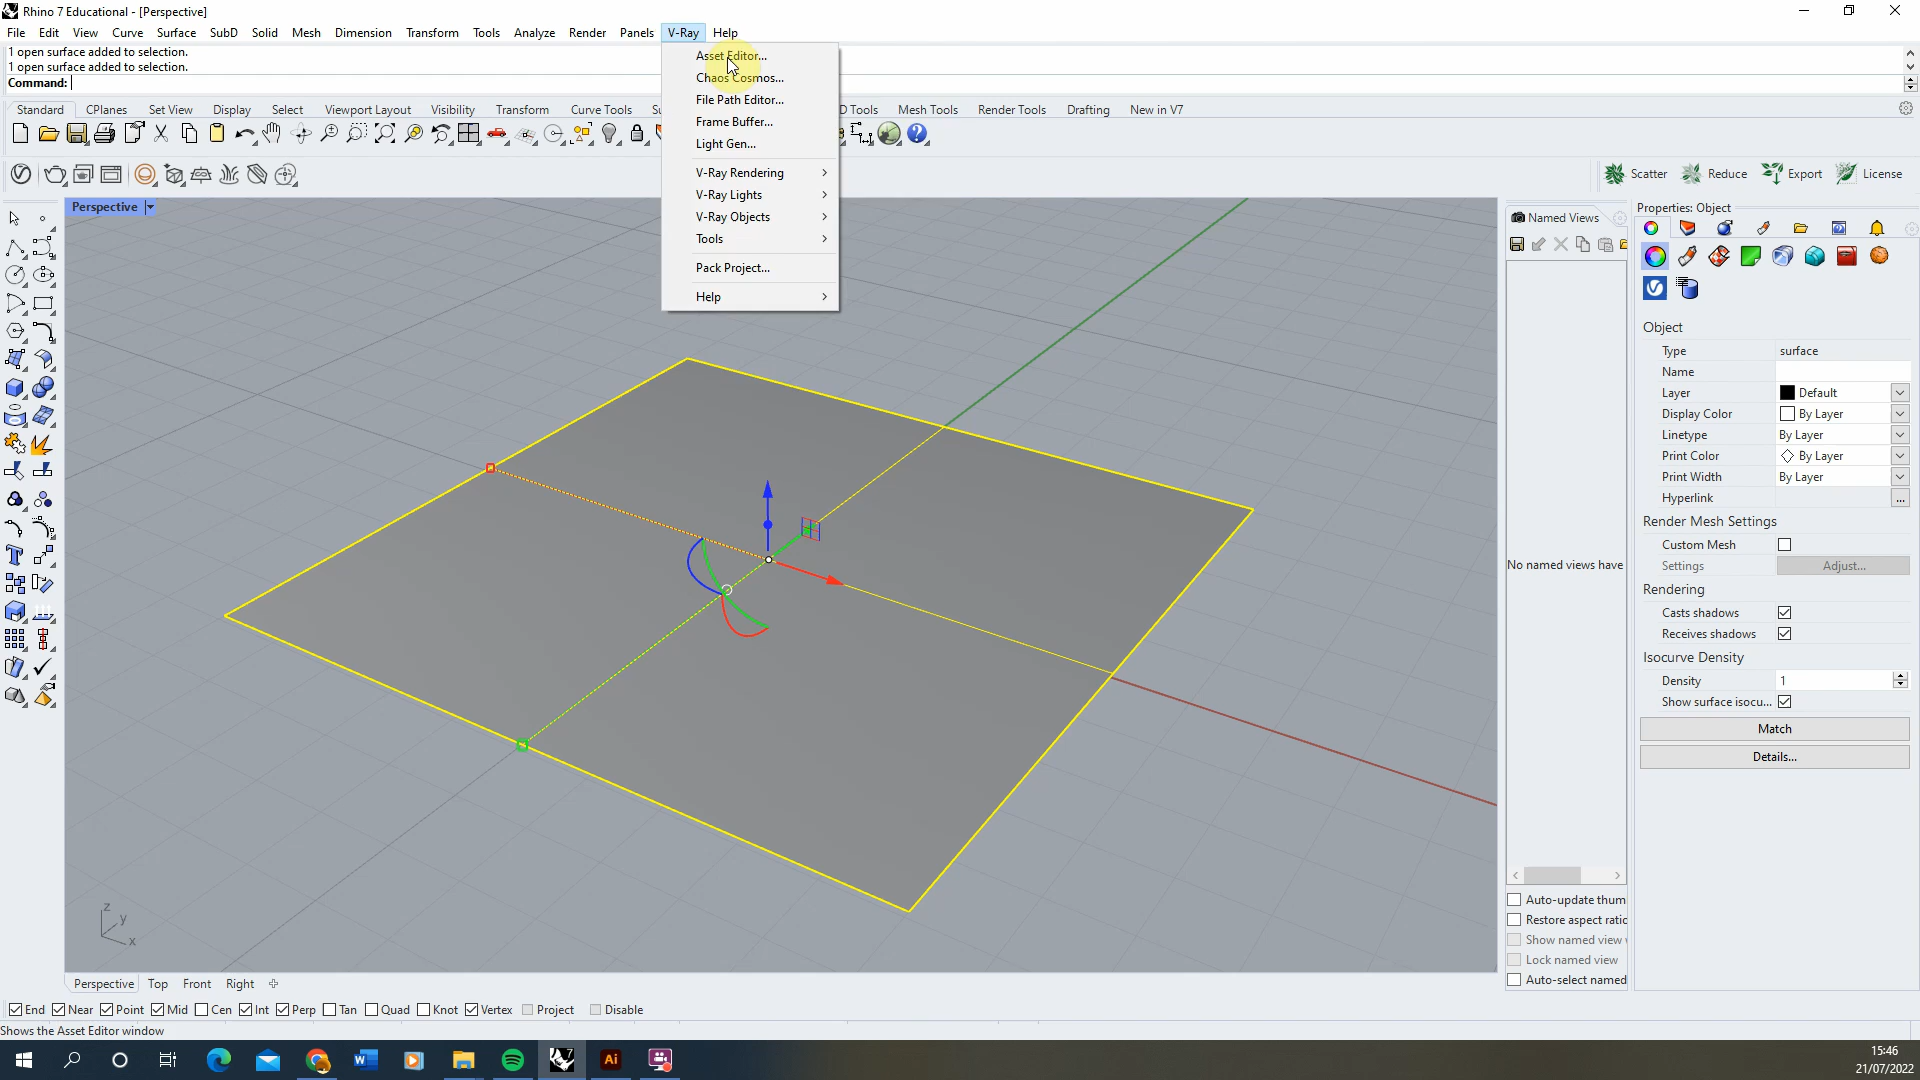 Rhino 7 Educational - [Perspective]
File Edit View Curve Surface SubD Solid Mesh Dimension Transform Tools Analyze Render Panels V-Ray Help
1 open surface added to selection.
1 open surface added to selection.
Command:
Standard CPlanes Set View Display Select Viewport Layout Visibility Transform Curve Tools Mesh Tools Render Tools Drafting New in V7
Asset Editor...
Chaos Cosmos...
File Path Editor...
Frame Buffer...
Light Gen...
V-Ray Rendering
V-Ray Lights
V-Ray Objects
Tools
Pack Project...
Help
Scatter Reduce Export License
Perspective
Named Views
No named views have
Auto-update thum
Restore aspect ratio
Show named view
Lock named view
Auto-select named
Properties: Object
Object
Type surface
Name
Layer Default
Display Color By Layer
Linetype By Layer
Print Color By Layer
Print Width By Layer
Hyperlink ...
Render Mesh Settings
Custom Mesh
Settings Adjust...
Rendering
Casts shadows
Receives shadows
Isocurve Density
Density 1
Show surface isocu...
Match
Details...
z
y
x
Perspective Top Front Right
End Near Point Mid Cen Int Perp Tan Quad Knot Vertex Project Disable
Shows the Asset Editor window
15:46
21/07/2022